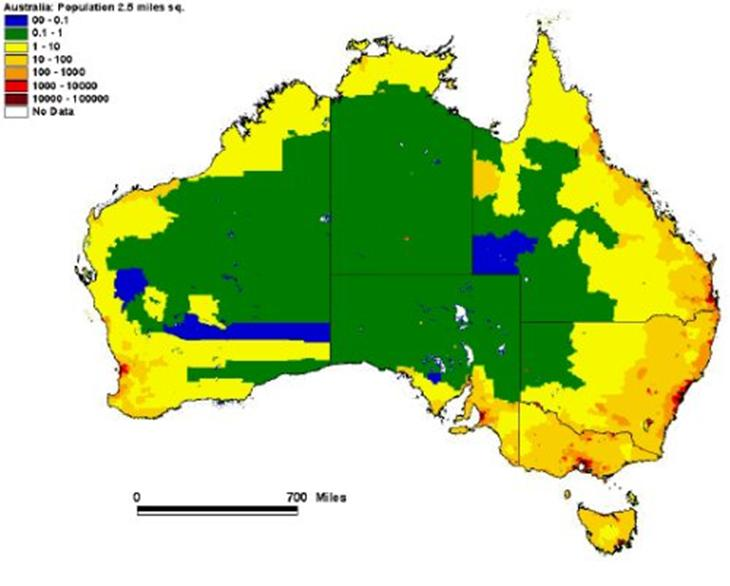 Australia: Population 2.5 miles sq.
00 - 0.1
0.1 - 1
1 - 10
10 - 100
100 - 1000
1000 - 10000
10000 - 100000
No Data
0 700 Miles